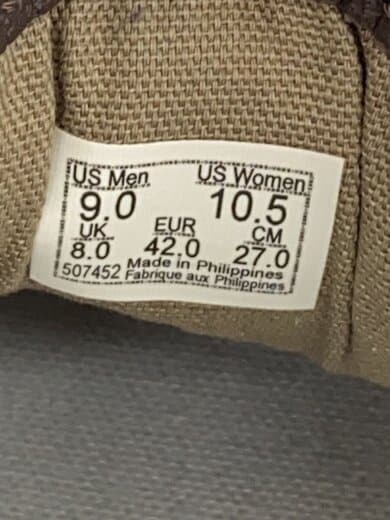 US Men US Women
9.0 10.5
UK EUR CM
8.0 42.0 27.0
Made in Philippines
507452 Fabrique aux Philippines